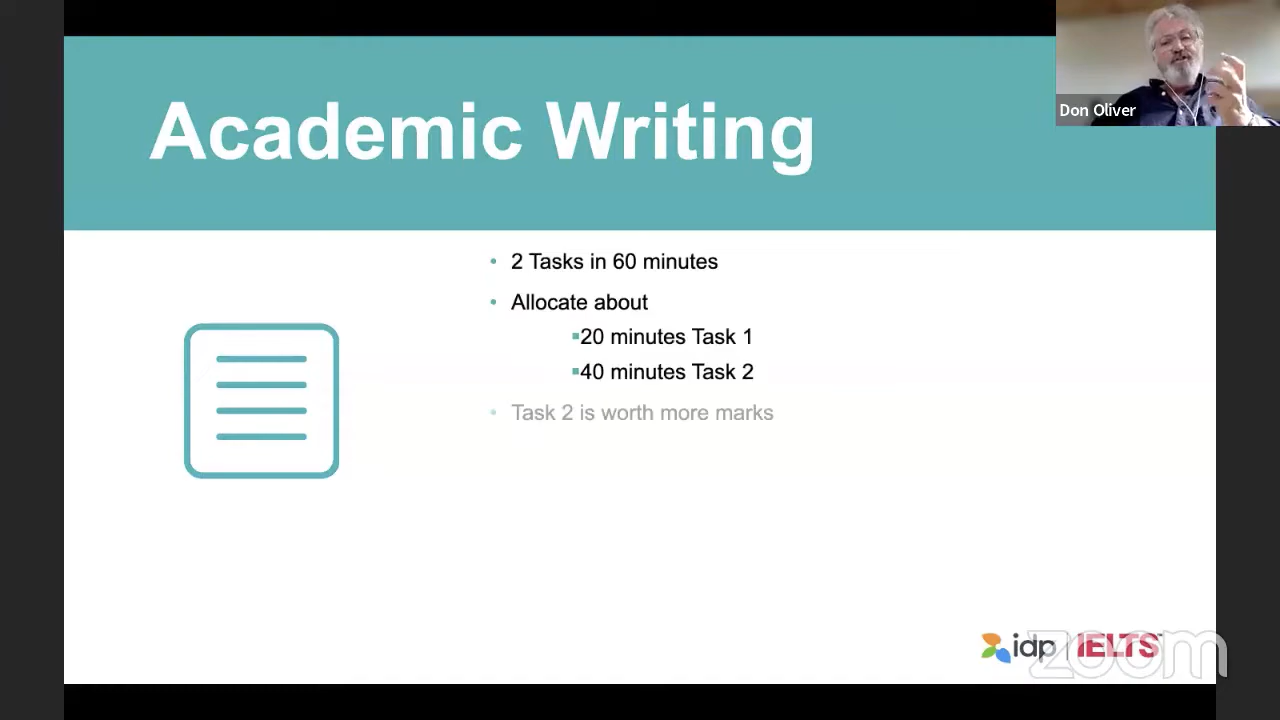 Academic Writing
Don Oliver
• 2 Tasks in 60 minutes
• Allocate about
▪20 minutes Task 1
▪40 minutes Task 2
• Task 2 is worth more marks
idp | IELTS™
zoom